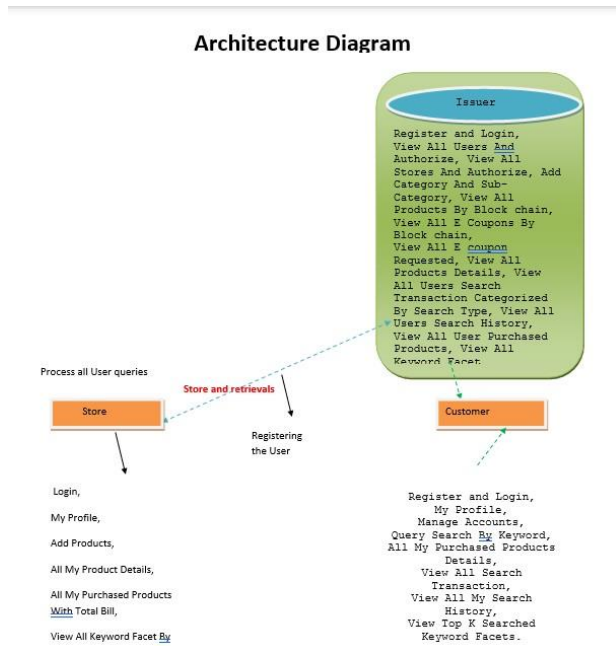 Architecture Diagram
Issuer
Register and Login,
View All Users And
Authorize, View All
Stores And Authorize, Add
Category And Sub-
Category, View All
Products By Block chain,
View All E Coupons By
Block chain,
View All E coupon
Requested, View All
Products Details, View
All Users Search
Transaction Categorized
By Search Type, View All
Users Search History,
View All User Purchased
Products, View All
Keyword Facet
Process all User queries
Store and retrievals
Store
Customer
Registering
the User
Login,
My Profile,
Add Products,
All My Product Details,
All My Purchased Products
With Total Bill,
View All Keyword Facet By
Register and Login,
My Profile,
Manage Accounts,
Query Search By Keyword,
All My Purchased Products
Details,
View All Search
Transaction,
View All My Search
History,
View Top K Searched
Keyword Facets.